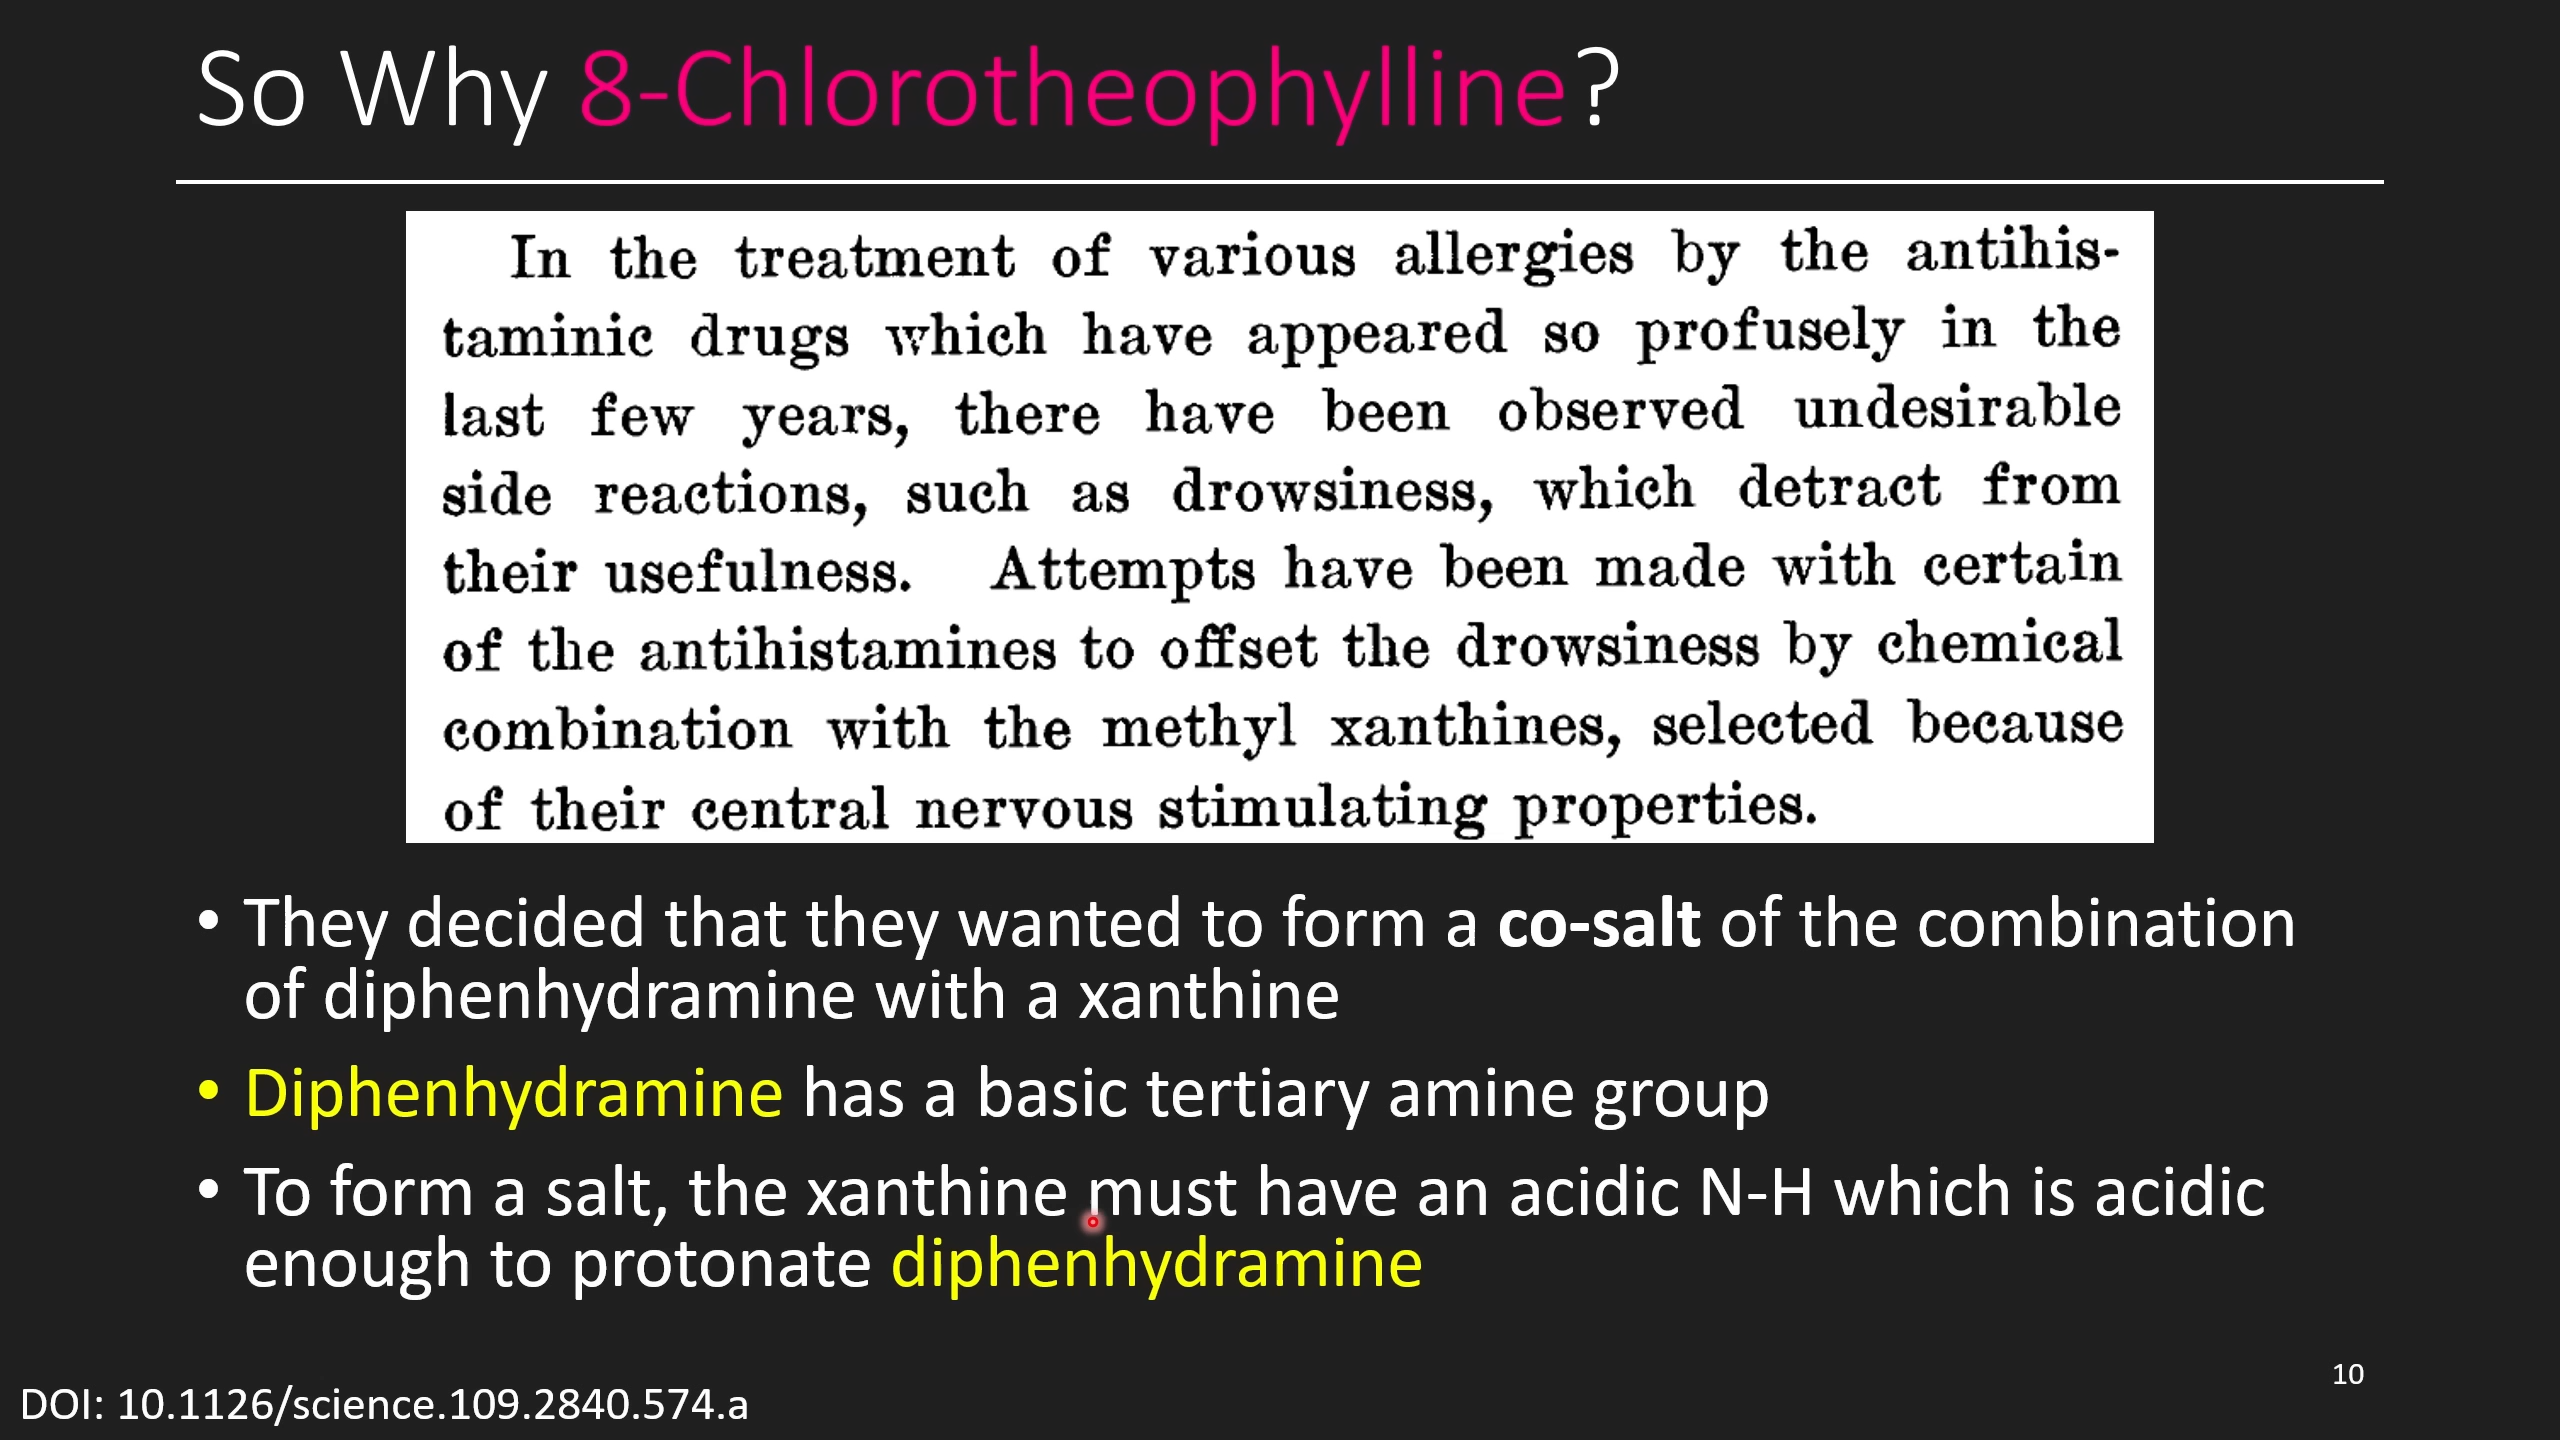 So Why 8-Chlorotheophylline?
In the treatment of various allergies by the antihis-
taminic drugs which have appeared so profusely in the
last few years, there have been observed undesirable
side reactions, such as drowsiness, which detract from
their usefulness. Attempts have been made with certain
of the antihistamines to offset the drowsiness by chemical
combination with the methyl xanthines, selected because
of their central nervous stimulating properties.
• They decided that they wanted to form a co-salt of the combination
of diphenhydramine with a xanthine
• Diphenhydramine has a basic tertiary amine group
• To form a salt, the xanthine must have an acidic N-H which is acidic
enough to protonate diphenhydramine
10
DOI: 10.1126/science.109.2840.574.a